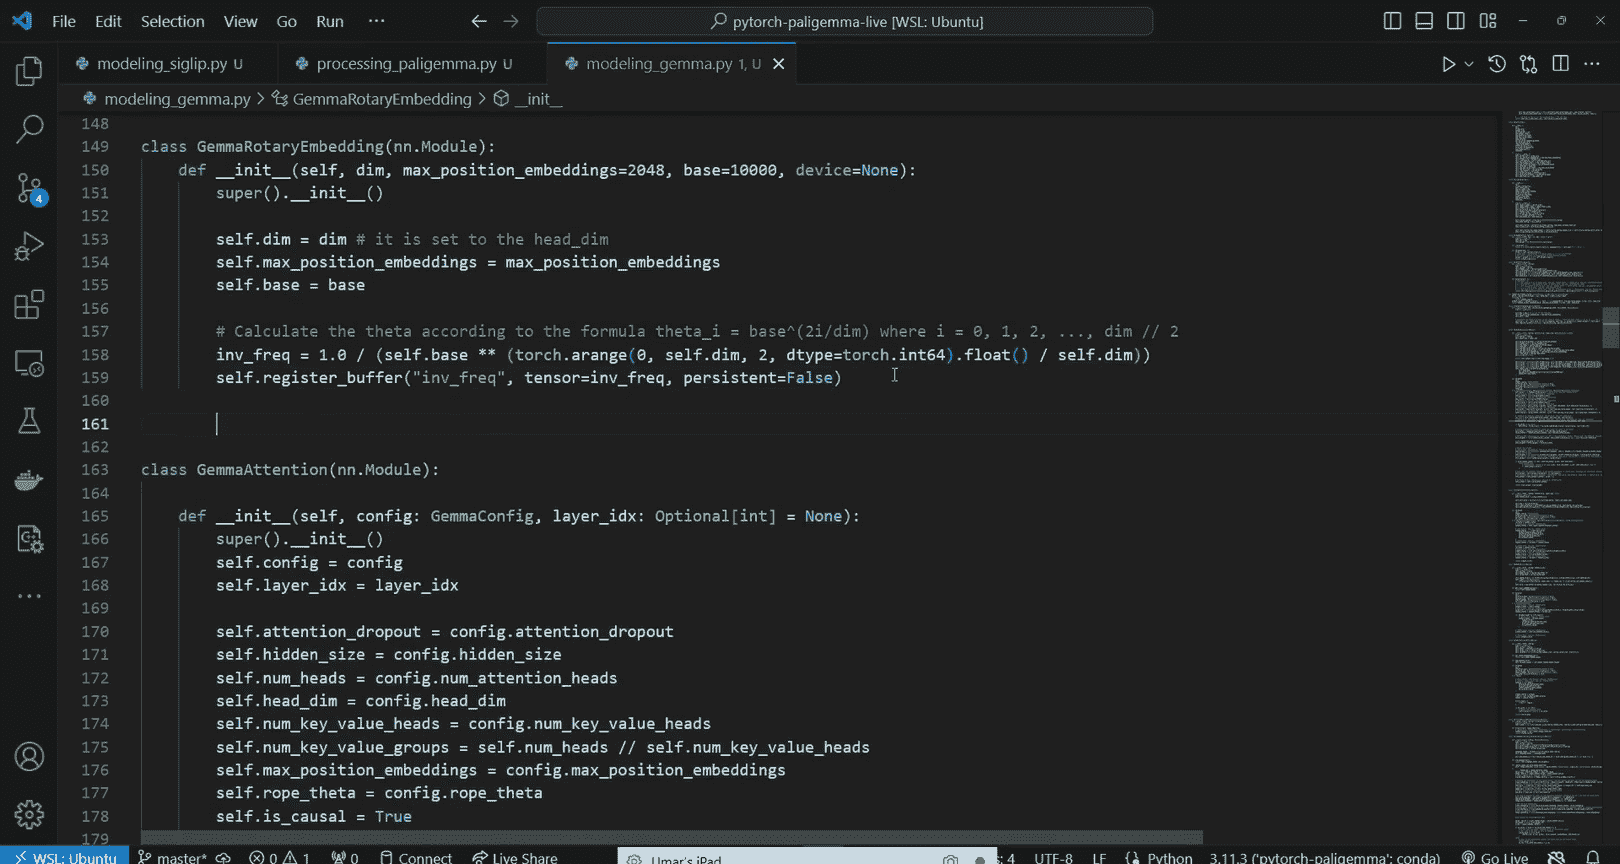 File Edit Selection View Go Run ··· pytorch-paligemma-live [WSL: Ubuntu]
modeling_siglip.py U processing_paligemma.py U modeling_gemma.py 1, U
modeling_gemma.py > GemmaRotaryEmbedding > __init__
148
149 class GemmaRotaryEmbedding(nn.Module):
150 def __init__(self, dim, max_position_embeddings=2048, base=10000, device=None):
151 super().__init__()
152
153 self.dim = dim # it is set to the head_dim
154 self.max_position_embeddings = max_position_embeddings
155 self.base = base
156
157 # Calculate the theta according to the formula theta_i = base^(2i/dim) where i = 0, 1, 2, ..., dim // 2
158 inv_freq = 1.0 / (self.base ** (torch.arange(0, self.dim, 2, dtype=torch.int64).float() / self.dim))
159 self.register_buffer("inv_freq", tensor=inv_freq, persistent=False)
160
161
162
163 class GemmaAttention(nn.Module):
164
165 def __init__(self, config: GemmaConfig, layer_idx: Optional[int] = None):
166 super().__init__()
167 self.config = config
168 self.layer_idx = layer_idx
169
170 self.attention_dropout = config.attention_dropout
171 self.hidden_size = config.hidden_size
172 self.num_heads = config.num_attention_heads
173 self.head_dim = config.head_dim
174 self.num_key_value_heads = config.num_key_value_heads
175 self.num_key_value_groups = self.num_heads // self.num_key_value_heads
176 self.max_position_embeddings = config.max_position_embeddings
177 self.rope_theta = config.rope_theta
178 self.is_causal = True
179
4
WSL: Ubuntu master* 0 1 0 Connect Live Share Umar's iPad s: 4 UTF-8 LF Python 3.11.3 ('pytorch-paligemma': conda) Go Live